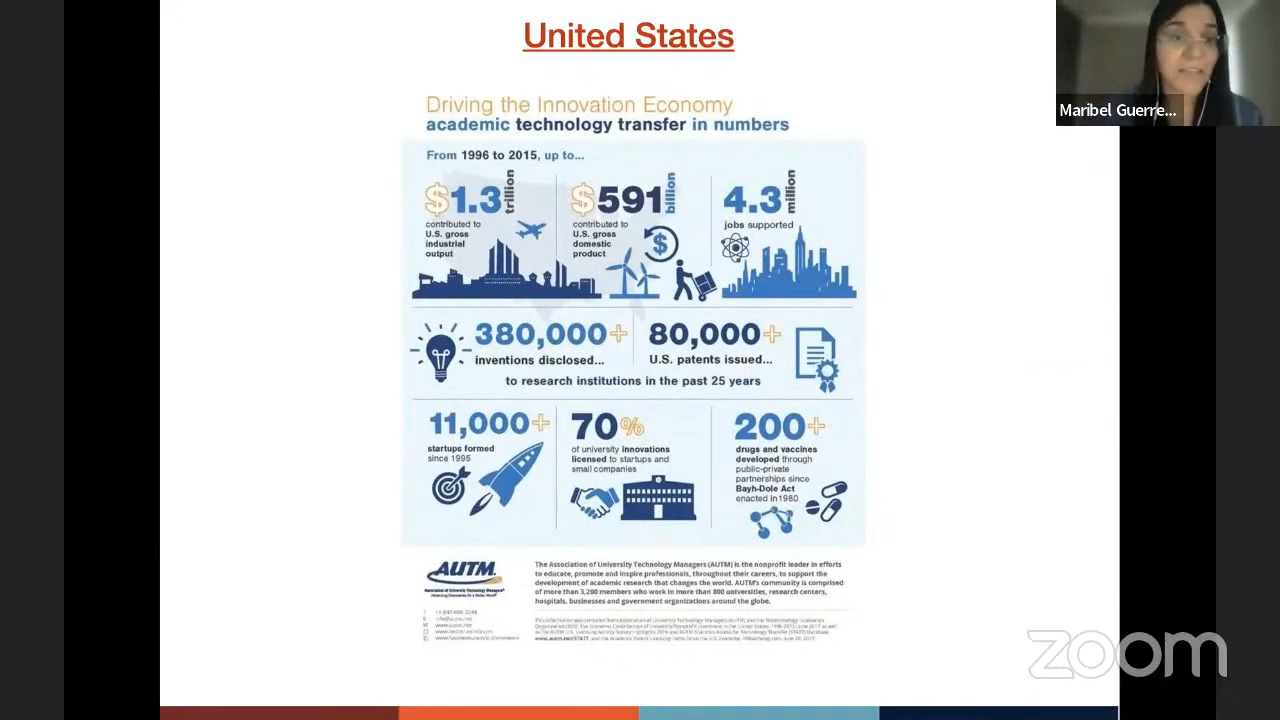 United States
Maribel Guerre...
Driving the Innovation Economy
academic technology transfer in numbers
From 1996 to 2015, up to...
$1.3 trillion
contributed to
U.S. gross
industrial
output
$591 billion
contributed to
U.S. gross
domestic
product
$
4.3 million
jobs supported
380,000+
inventions disclosed...
80,000+
U.S. patents issued...
to research institutions in the past 25 years
11,000+
startups formed
since 1995
70%
of university innovations
licensed to startups and
small companies
200+
drugs and vaccines
developed through
public-private
partnerships since
Bayh-Dole Act
enacted in 1980
AUTM
Association of University Technology Managers
The Association of University Technology Managers (AUTM) is the nonprofit leader in efforts
to educate, promote and inspire professionals, throughout their careers, to support the
development of academic research that changes the world. AUTM's community is comprised
of more than 3,200 members who work in more than 800 universities, research centers,
hospitals, businesses and government organizations around the globe.
zoom